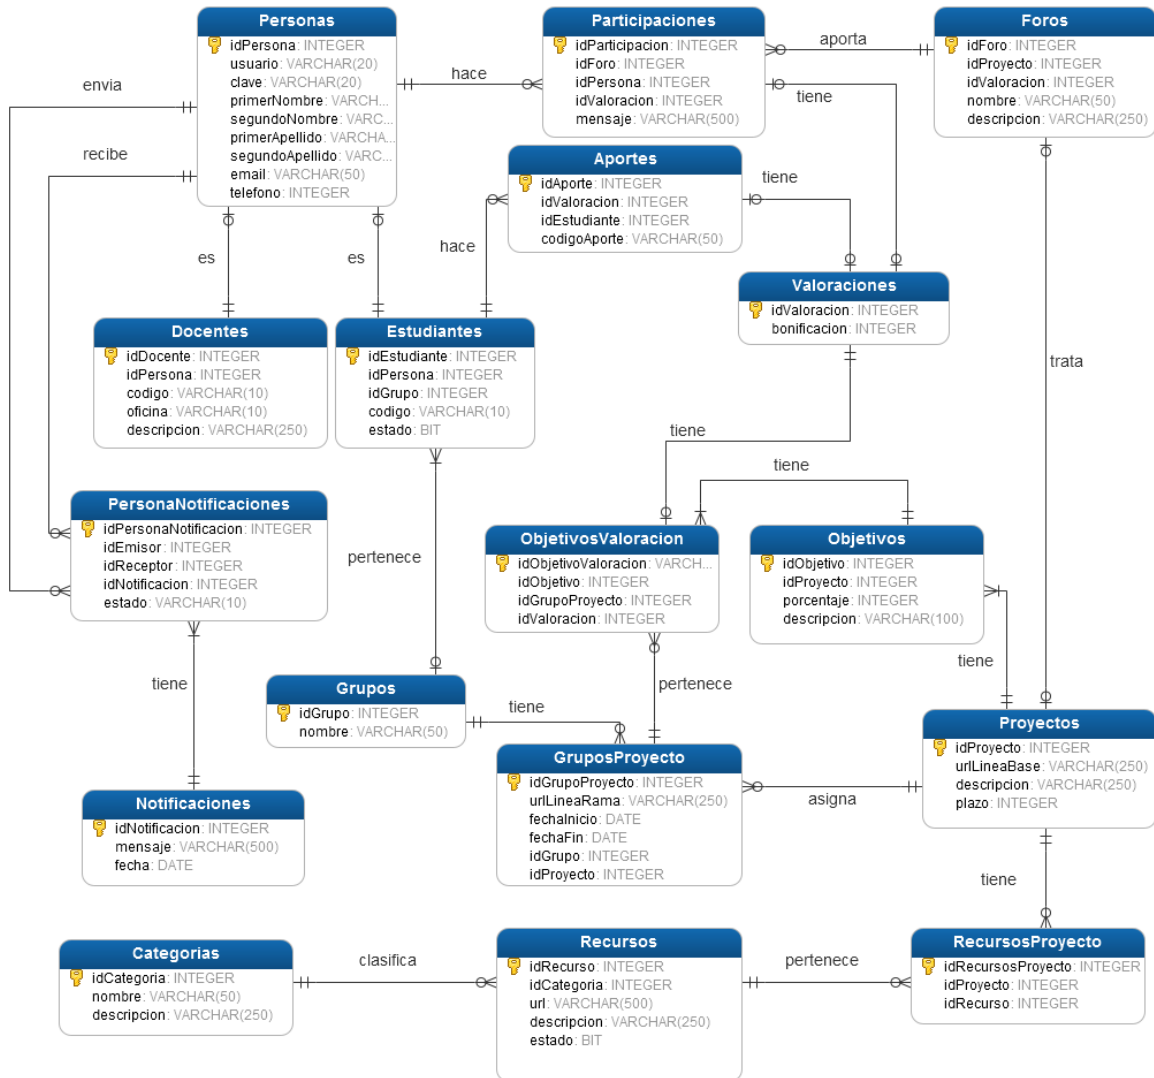 Personas
idPersona: INTEGER
usuario: VARCHAR(20)
clave: VARCHAR(20)
primerNombre: VARCH...
segundoNombre: VARC...
primerApellido: VARCHA...
segundoApellido: VARC...
email: VARCHAR(50)
telefono: INTEGER
hace
Participaciones
idParticipacion: INTEGER
idForo: INTEGER
idPersona: INTEGER
idValoracion: INTEGER
mensaje: VARCHAR(500)
aporta
tiene
Foros
idForo: INTEGER
idProyecto: INTEGER
idValoracion: INTEGER
nombre: VARCHAR(50)
descripcion: VARCHAR(250)
envia
recibe
Aportes
idAporte: INTEGER
idValoracion: INTEGER
idEstudiante: INTEGER
codigoAporte: VARCHAR(50)
tiene
hace
es
es
Valoraciones
idValoracion: INTEGER
bonificacion: INTEGER
trata
Docentes
idDocente: INTEGER
idPersona: INTEGER
codigo: VARCHAR(10)
oficina: VARCHAR(10)
descripcion: VARCHAR(250)
Estudiantes
idEstudiante: INTEGER
idPersona: INTEGER
idGrupo: INTEGER
codigo: VARCHAR(10)
estado: BIT
tiene
tiene
PersonaNotificaciones
idPersonaNotificacion: INTEGER
idEmisor: INTEGER
idReceptor: INTEGER
idNotificacion: INTEGER
estado: VARCHAR(10)
pertenece
ObjetivosValoracion
idObjetivoValoracion: VARCH...
idObjetivo: INTEGER
idGrupoProyecto: INTEGER
idValoracion: INTEGER
Objetivos
idObjetivo: INTEGER
idProyecto: INTEGER
porcentaje: INTEGER
descripcion: VARCHAR(100)
tiene
tiene
pertenece
Grupos
idGrupo: INTEGER
nombre: VARCHAR(50)
tiene
GruposProyecto
idGrupoProyecto: INTEGER
urlLineaRama: VARCHAR(250)
fechaInicio: DATE
fechaFin: DATE
idGrupo: INTEGER
idProyecto: INTEGER
asigna
Proyectos
idProyecto: INTEGER
urlLineaBase: VARCHAR(250)
descripcion: VARCHAR(250)
plazo: INTEGER
Notificaciones
idNotificacion: INTEGER
mensaje: VARCHAR(500)
fecha: DATE
tiene
Categorias
idCategoria: INTEGER
nombre: VARCHAR(50)
descripcion: VARCHAR(250)
clasifica
Recursos
idRecurso: INTEGER
idCategoria: INTEGER
url: VARCHAR(500)
descripcion: VARCHAR(250)
estado: BIT
pertenece
RecursosProyecto
idRecursosProyecto: INTEGER
idProyecto: INTEGER
idRecurso: INTEGER